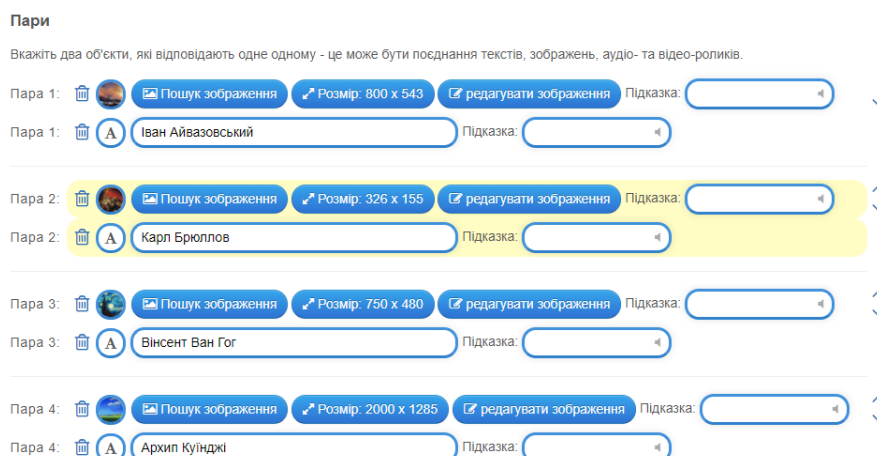 Пари
Вкажіть два об'єкти, які відповідають одне одному - це може бути поєднання текстів, зображень, аудіо- та відео-роликів.
Пара 1: Пошук зображення Розмір: 800 x 543 редагувати зображення Підказка:
Пара 1: A Іван Айвазовський Підказка:
Пара 2: Пошук зображення Розмір: 326 x 155 редагувати зображення Підказка:
Пара 2: A Карл Брюллов Підказка:
Пара 3: Пошук зображення Розмір: 750 x 480 редагувати зображення Підказка:
Пара 3: A Вінсент Ван Гог Підказка:
Пара 4: Пошук зображення Розмір: 2000 x 1285 редагувати зображення Підказка:
Пара 4: A Архип Куїнджі Підказка: